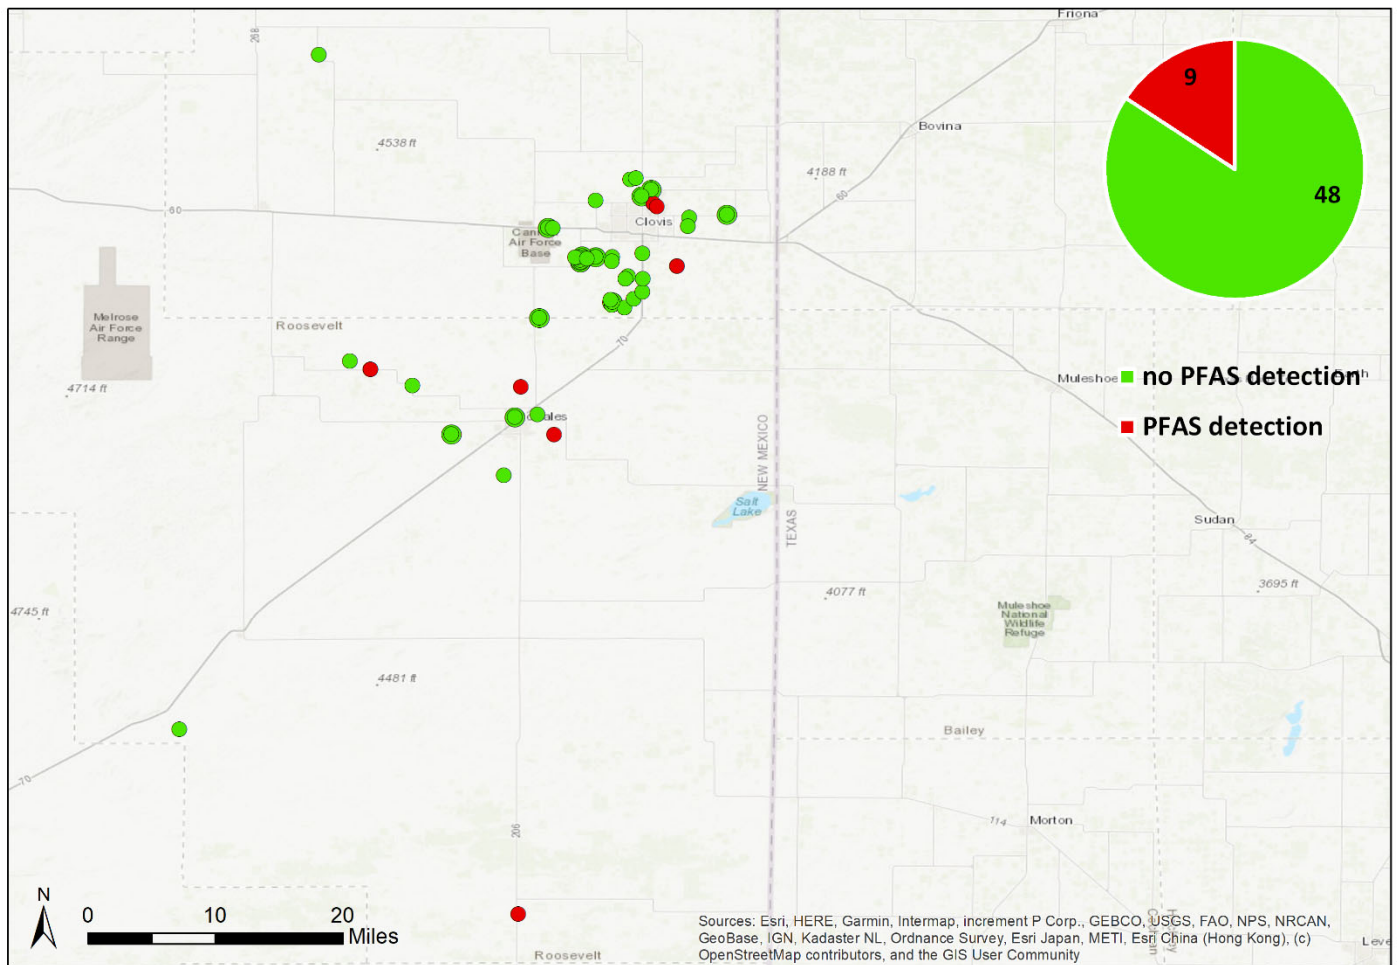 Friona
268
9
Bovina
4538 ft
4188 ft
60
48
60
Clovis
Air Force
Base
Melrose
Air Force
Range
Roosevelt
70
4714 ft
Muleshoe
no PFAS detection
PFAS detection
NEW MEXICO
TEXAS
Salt
Lake
Sudan
84
4745 ft
4077 ft
3695 ft
Muleshoe
National
Wildlife
Refuge
4481 ft
Bailey
70
206
114
Morton
N
0 10 20
Miles
Sources: Esri, HERE, Garmin, Intermap, increment P Corp., GEBCO, USGS, FAO, NPS, NRCAN,
GeoBase, IGN, Kadaster NL, Ordnance Survey, Esri Japan, METI, Esri China (Hong Kong), (c)
OpenStreetMap contributors, and the GIS User Community
Roosevelt
Leve